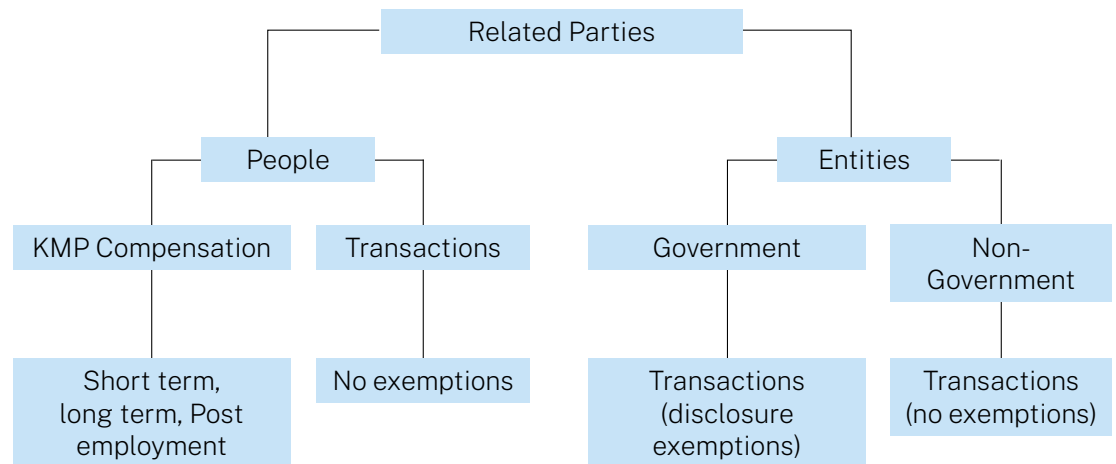 Related Parties
People
Entities
KMP Compensation
Transactions
Government
Non-
Government
Short term,
long term, Post
employment
No exemptions
Transactions
(disclosure
exemptions)
Transactions
(no exemptions)